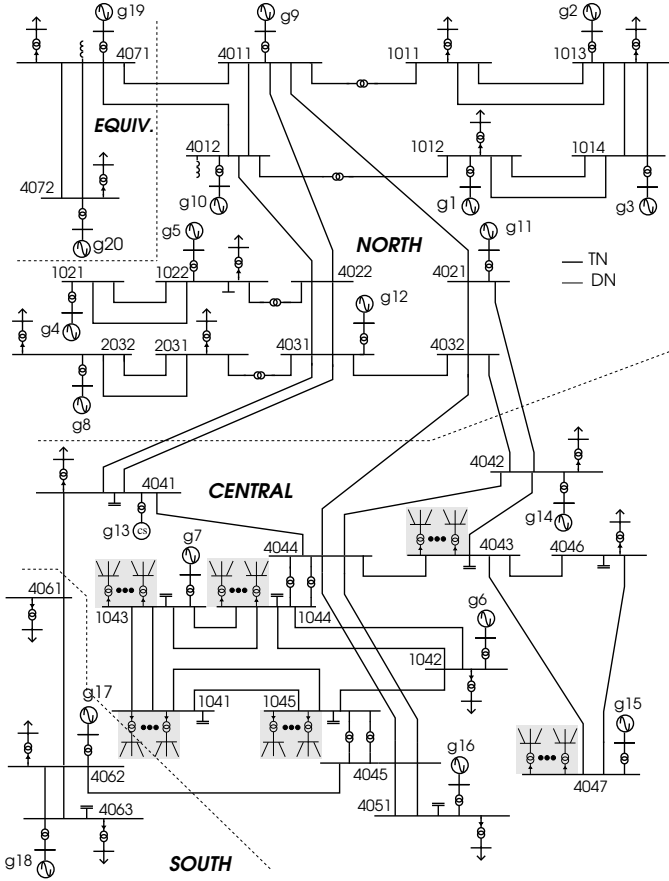 g19
g9
g2
4071
4011
1011
1013
EQUIV.
4012
1012
1014
4072
g10
g1
g3
g20
g5
NORTH
g11
TN
DN
1021
1022
4022
4021
g4
g12
2032
2031
4031
4032
g8
4041
CENTRAL
4042
g13
cs
g7
g14
4044
4043
4046
4061
1043
1044
g6
1042
g17
1041
1045
g15
g16
4062
4045
4047
4063
4051
g18
SOUTH